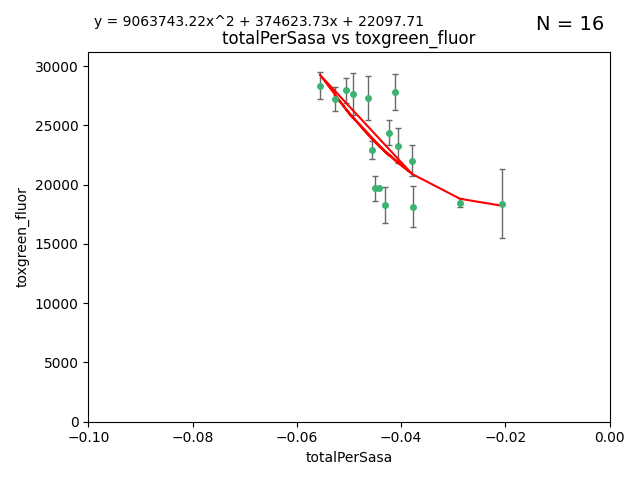 y = 9063743.22x^2 + 374623.73x + 22097.71
N = 16
totalPerSasa vs toxgreen_fluor
30000
25000
20000
15000
10000
5000
0
toxgreen_fluor
−0.10 −0.08 −0.06 −0.04 −0.02 0.00
totalPerSasa